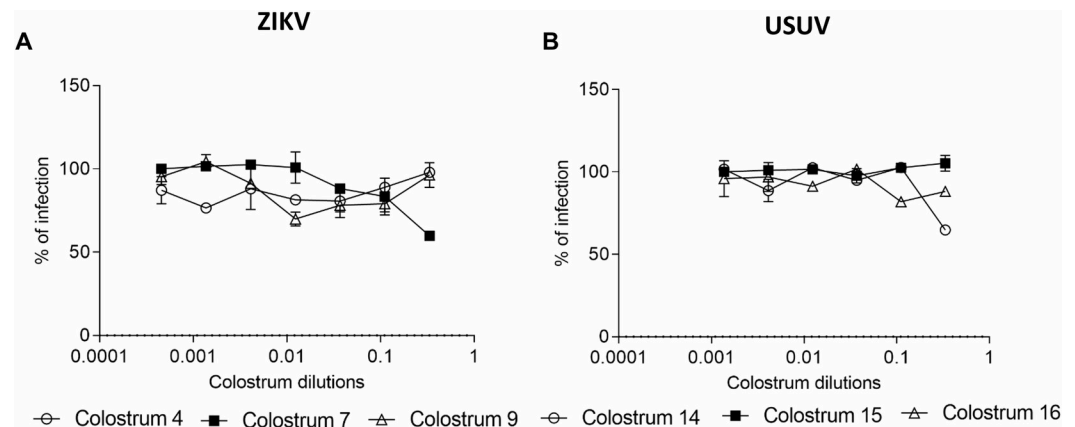 ZIKV
USUV
A
B
150
100
50
0
% of infection
0.0001
0.001
0.01
0.1
1
Colostrum dilutions
150
100
50
0
% of infection
0.0001
0.001
0.01
0.1
1
Colostrum dilutions
Colostrum 4
Colostrum 7
Colostrum 9
Colostrum 14
Colostrum 15
Colostrum 16